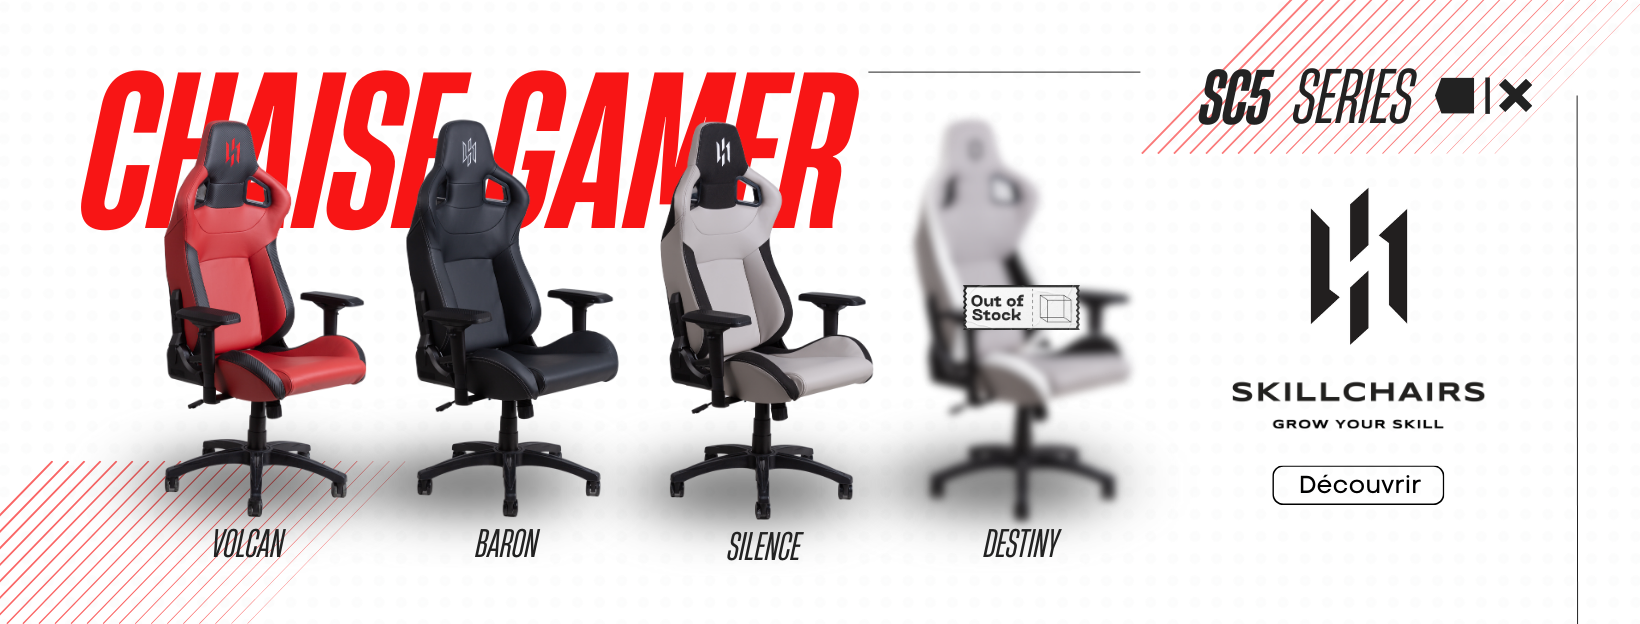 CHAISE GAMER
SC5 SERIES
Out of
Stock
SKILLCHAIRS
GROW YOUR SKILL
Découvrir
VOLCAN
BARON
SILENCE
DESTINY